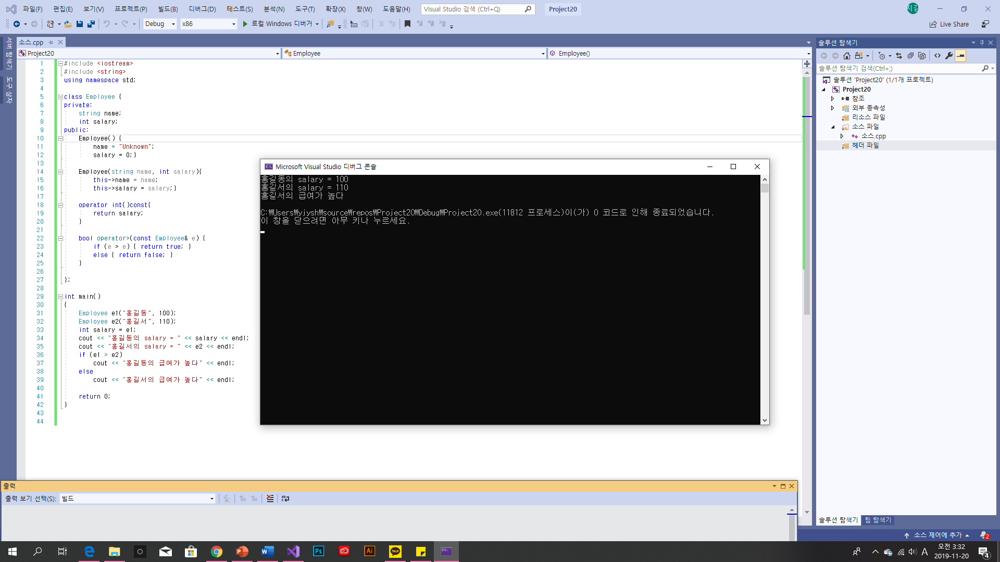 파일(F) 편집(E) 보기(V) 프로젝트(P) 빌드(B) 디버그(D) 테스트(S) 분석(N) 도구(T) 확장(X) 창(W) 도움말(H) Visual Studio 검색 (Ctrl+Q) Project20 지김
Debug x86 로컬 Windows 디버거 Live Share
서버 탐색기
도구 상자
소스.cpp
Project20 Employee Employee()
1 #include <iostream>
2 #include <string>
3 using namespace std;
4
5 class Employee {
6 private:
7 string name;
8 int salary;
9 public:
10 Employee() {
11 name = "Unknown";
12 salary = 0;}
13
14 Employee(string name, int salary){
15 this->name = name;
16 this->salary = salary;}
17
18 operator int()const{
19 return salary;
20 }
21
22 bool operator>(const Employee& e) {
23 if (e > e) { return true; }
24 else { return false; }
25 }
26
27 };
28
29 int main()
30 {
31 Employee e1("홍길동", 100);
32 Employee e2("홍길서", 110);
33 int salary = e1;
34 cout << "홍길동의 salary = " << salary << endl;
35 cout << "홍길서의 salary = " << e2 << endl;
36 if (e1 > e2)
37 cout << "홍길동의 급여가 높다" << endl;
38 else
39 cout << "홍길서의 급여가 높다" << endl;
40
41 return 0;
42 }
43
44
Microsoft Visual Studio 디버그 콘솔
홍길동의 salary = 100
홍길서의 salary = 110
홍길서의 급여가 높다
C:₩Users₩yjysh₩source₩repos₩Project20₩Debug₩Project20.exe(11812 프로세스)이(가) 0 코드로 인해 종료되었습니다.
이 창을 닫으려면 아무 키나 누르세요.
솔루션 탐색기
솔루션 탐색기 검색(Ctrl+;)
솔루션 'Project20' (1/1개 프로젝트)
Project20
참조
외부 종속성
리소스 파일
소스 파일
소스.cpp
헤더 파일
솔루션 탐색기 팀 탐색기
출력
출력 보기 선택(S): 빌드
소스 제어에 추가 2
Ps Ai TALK A 오전 3:32
2019-11-20 4